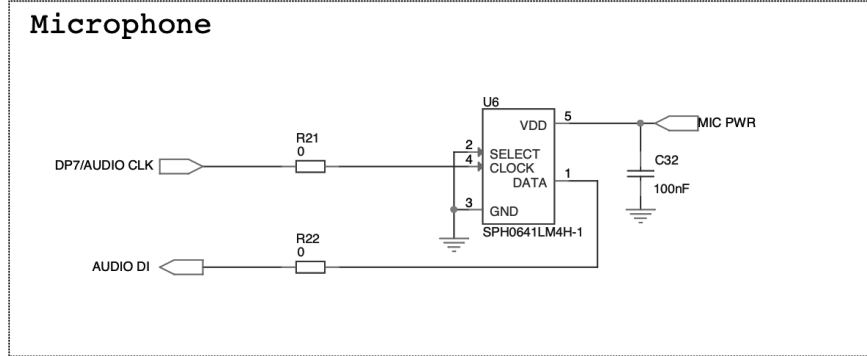 Microphone
U6
5
VDD
MIC PWR
R21
0
2
SELECT
C32
DP7/AUDIO CLK
4
CLOCK
1
DATA
100nF
3
GND
SPH0641LM4H-1
R22
0
AUDIO DI